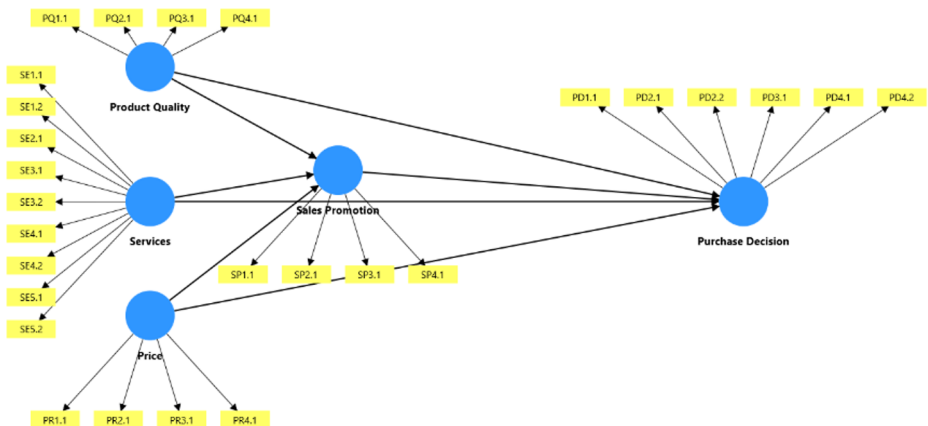 PQ1.1 PQ2.1 PQ3.1 PQ4.1
SE1.1
Product Quality
PD1.1 PD2.1 PD2.2 PD3.1 PD4.1 PD4.2
SE1.2
SE2.1
SE3.1
SE3.2
Sales Promotion
SE4.1
Services
Purchase Decision
SE4.2
SP1.1 SP2.1 SP3.1 SP4.1
SE5.1
SE5.2
Price
PR1.1 PR2.1 PR3.1 PR4.1